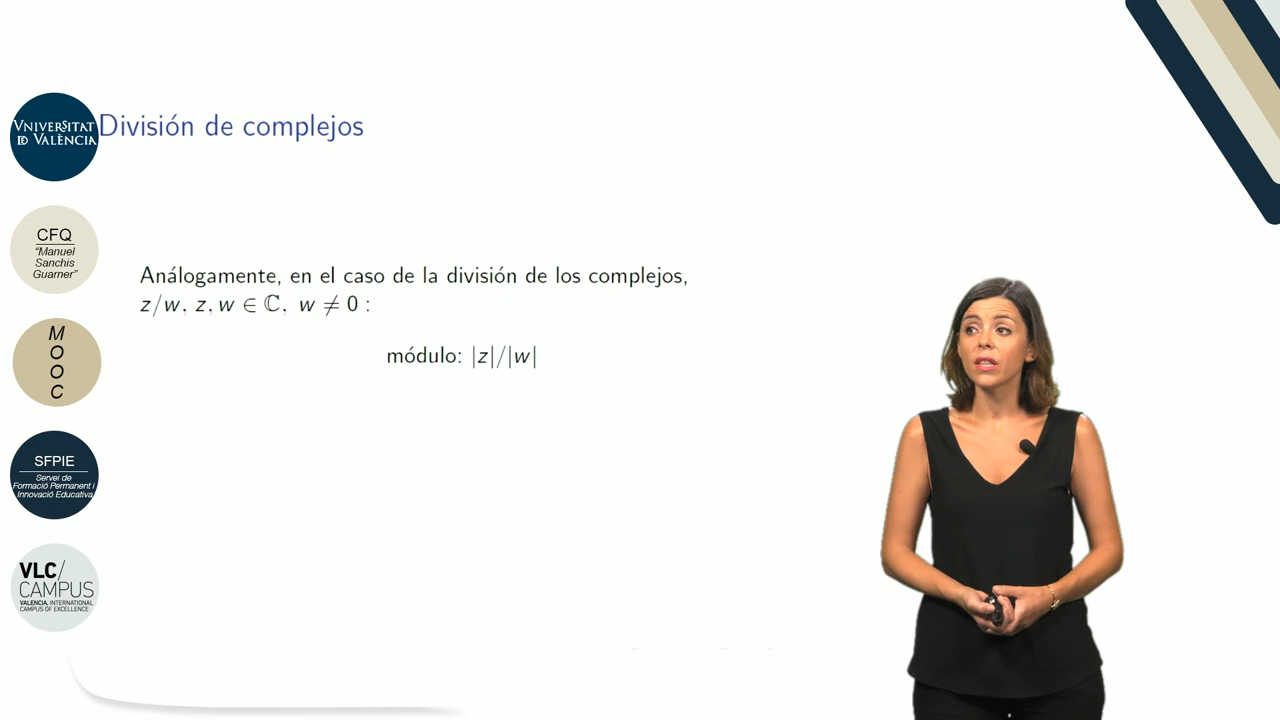 VNIVERSITAT
ID VALÈNCIA
División de complejos
CFQ
"Manuel
Sanchis
Guarner"
M
O
O
C
SFPIE
Servei de
Formació Permanent i
Innovació Educativa
VLC/
CAMPUS
VALENCIA, INTERNATIONAL
CAMPUS OF EXCELLENCE
Análogamente, en el caso de la división de los complejos,
z/w, z, w ∈ ℂ, w ≠ 0 :
módulo: |z|/|w|